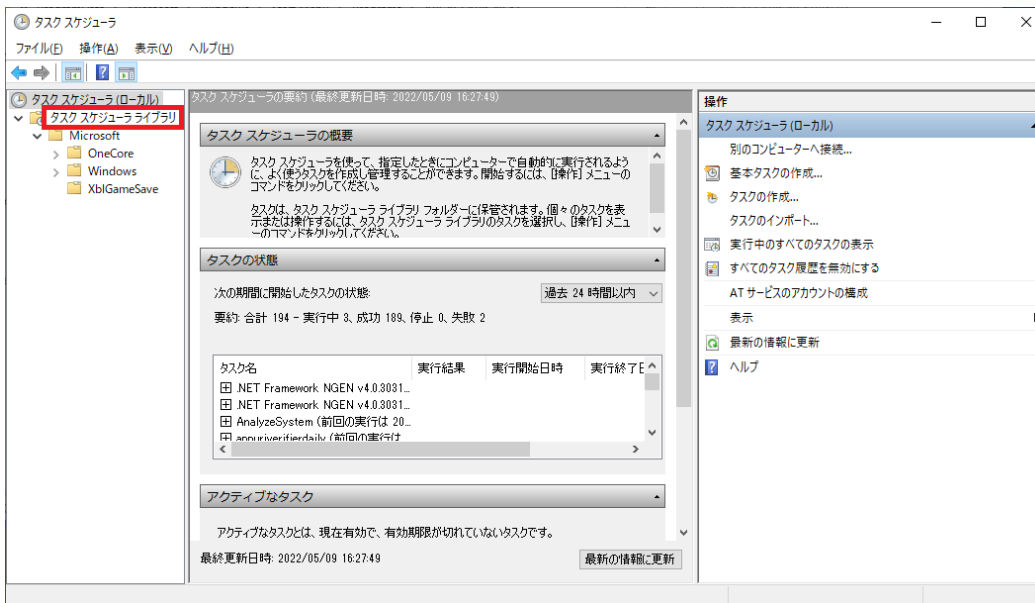 タスク スケジューラ
ファイル(F) 操作(A) 表示(V) ヘルプ(H)
タスク スケジューラ (ローカル)
タスク スケジューラ ライブラリ
Microsoft
OneCore
Windows
XblGameSave
タスク スケジューラの要約 (最終更新日時: 2022/05/09 16:27:49)
タスク スケジューラの概要
タスク スケジューラを使って、指定したときにコンピューターで自動的に実行されるよう
に、よく使うタスクを作成し管理することができます。開始するには、[操作] メニューの
コマンドをクリックしてください。
タスクは、タスク スケジューラ ライブラリ フォルダーに保管されます。個々のタスクを表
示または操作するには、タスク スケジューラ ライブラリのタスクを選択し、[操作] メニュ
ーのコマンドをクリックしてください。
タスクの状態
次の期間に開始したタスクの状態:
過去 24 時間以内
要約: 合計 194 - 実行中 3、成功 189、停止 0、失敗 2
タスク名 実行結果 実行開始日時 実行終了日
.NET Framework NGEN v4.0.3031...
.NET Framework NGEN v4.0.3031...
AnalyzeSystem (前回の実行は 20...
appuriverifierdaily (前回の実行は
アクティブなタスク
アクティブなタスクとは、現在有効で、有効期限が切れていないタスクです。
最終更新日時: 2022/05/09 16:27:49
最新の情報に更新
操作
タスク スケジューラ (ローカル)
別のコンピューターへ接続...
基本タスクの作成...
タスクの作成...
タスクのインポート...
実行中のすべてのタスクの表示
すべてのタスク履歴を無効にする
AT サービスのアカウントの構成
表示
最新の情報に更新
ヘルプ